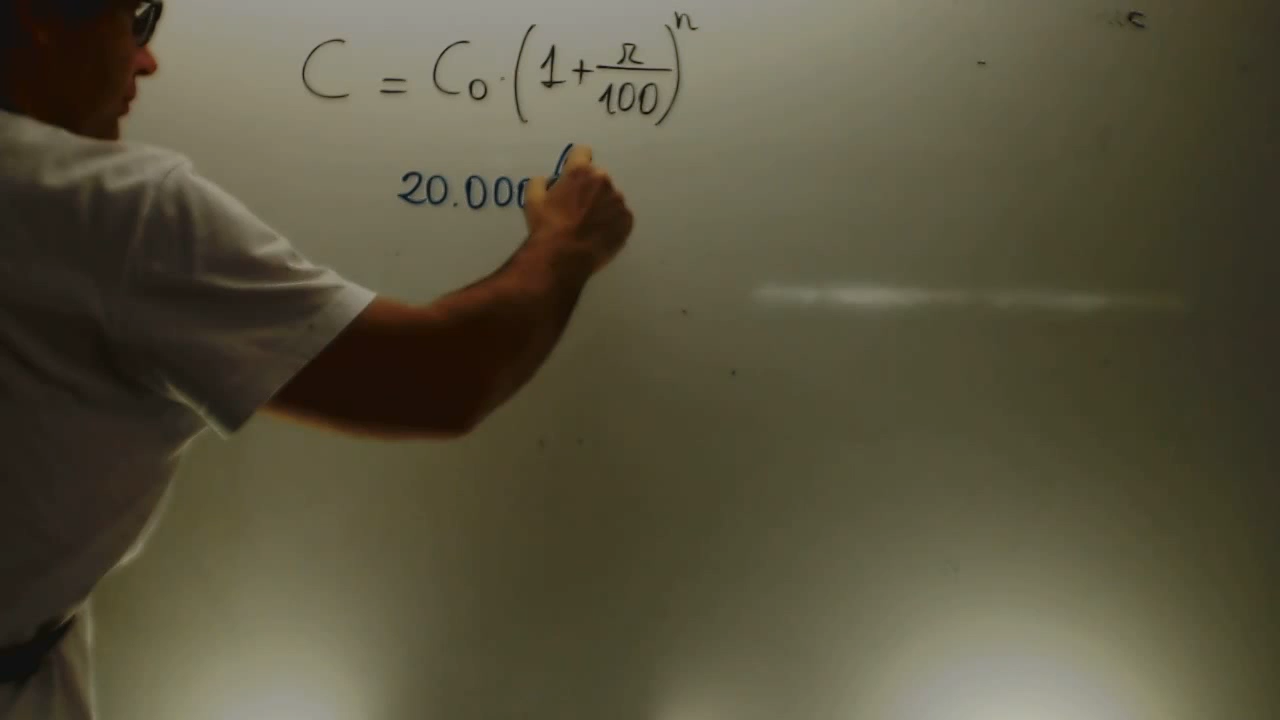 C = C₀·(1+r/100)ⁿ
20.000 (